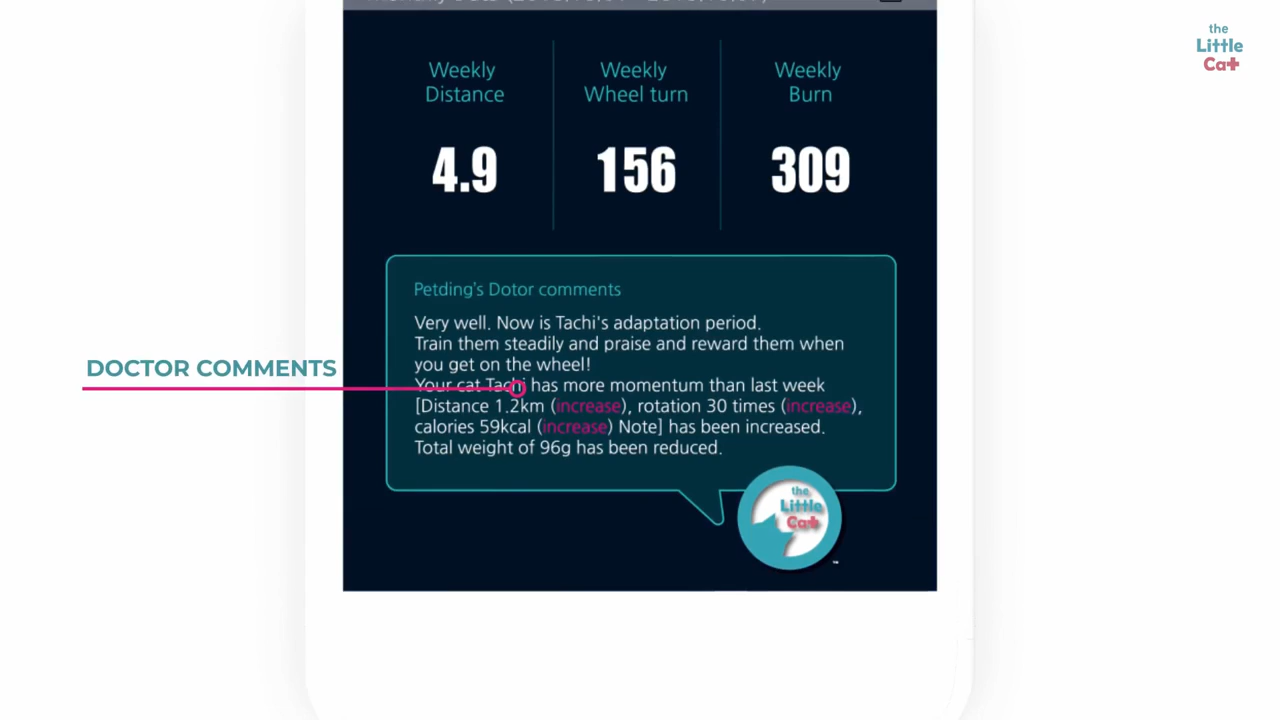 the
Little
Cat
Weekly
Distance
Weekly
Wheel turn
Weekly
Burn
4.9
156
309
Petding's Dotor comments
Very well. Now is Tachi's adaptation period.
Train them steadily and praise and reward them when
you get on the wheel!
DOCTOR COMMENTS
Your cat Tachi has more momentum than last week
[Distance 1.2km (increase), rotation 30 times (increase),
calories 59kcal (increase) Note] has been increased.
Total weight of 96g has been reduced.
the
Little
Cat
™